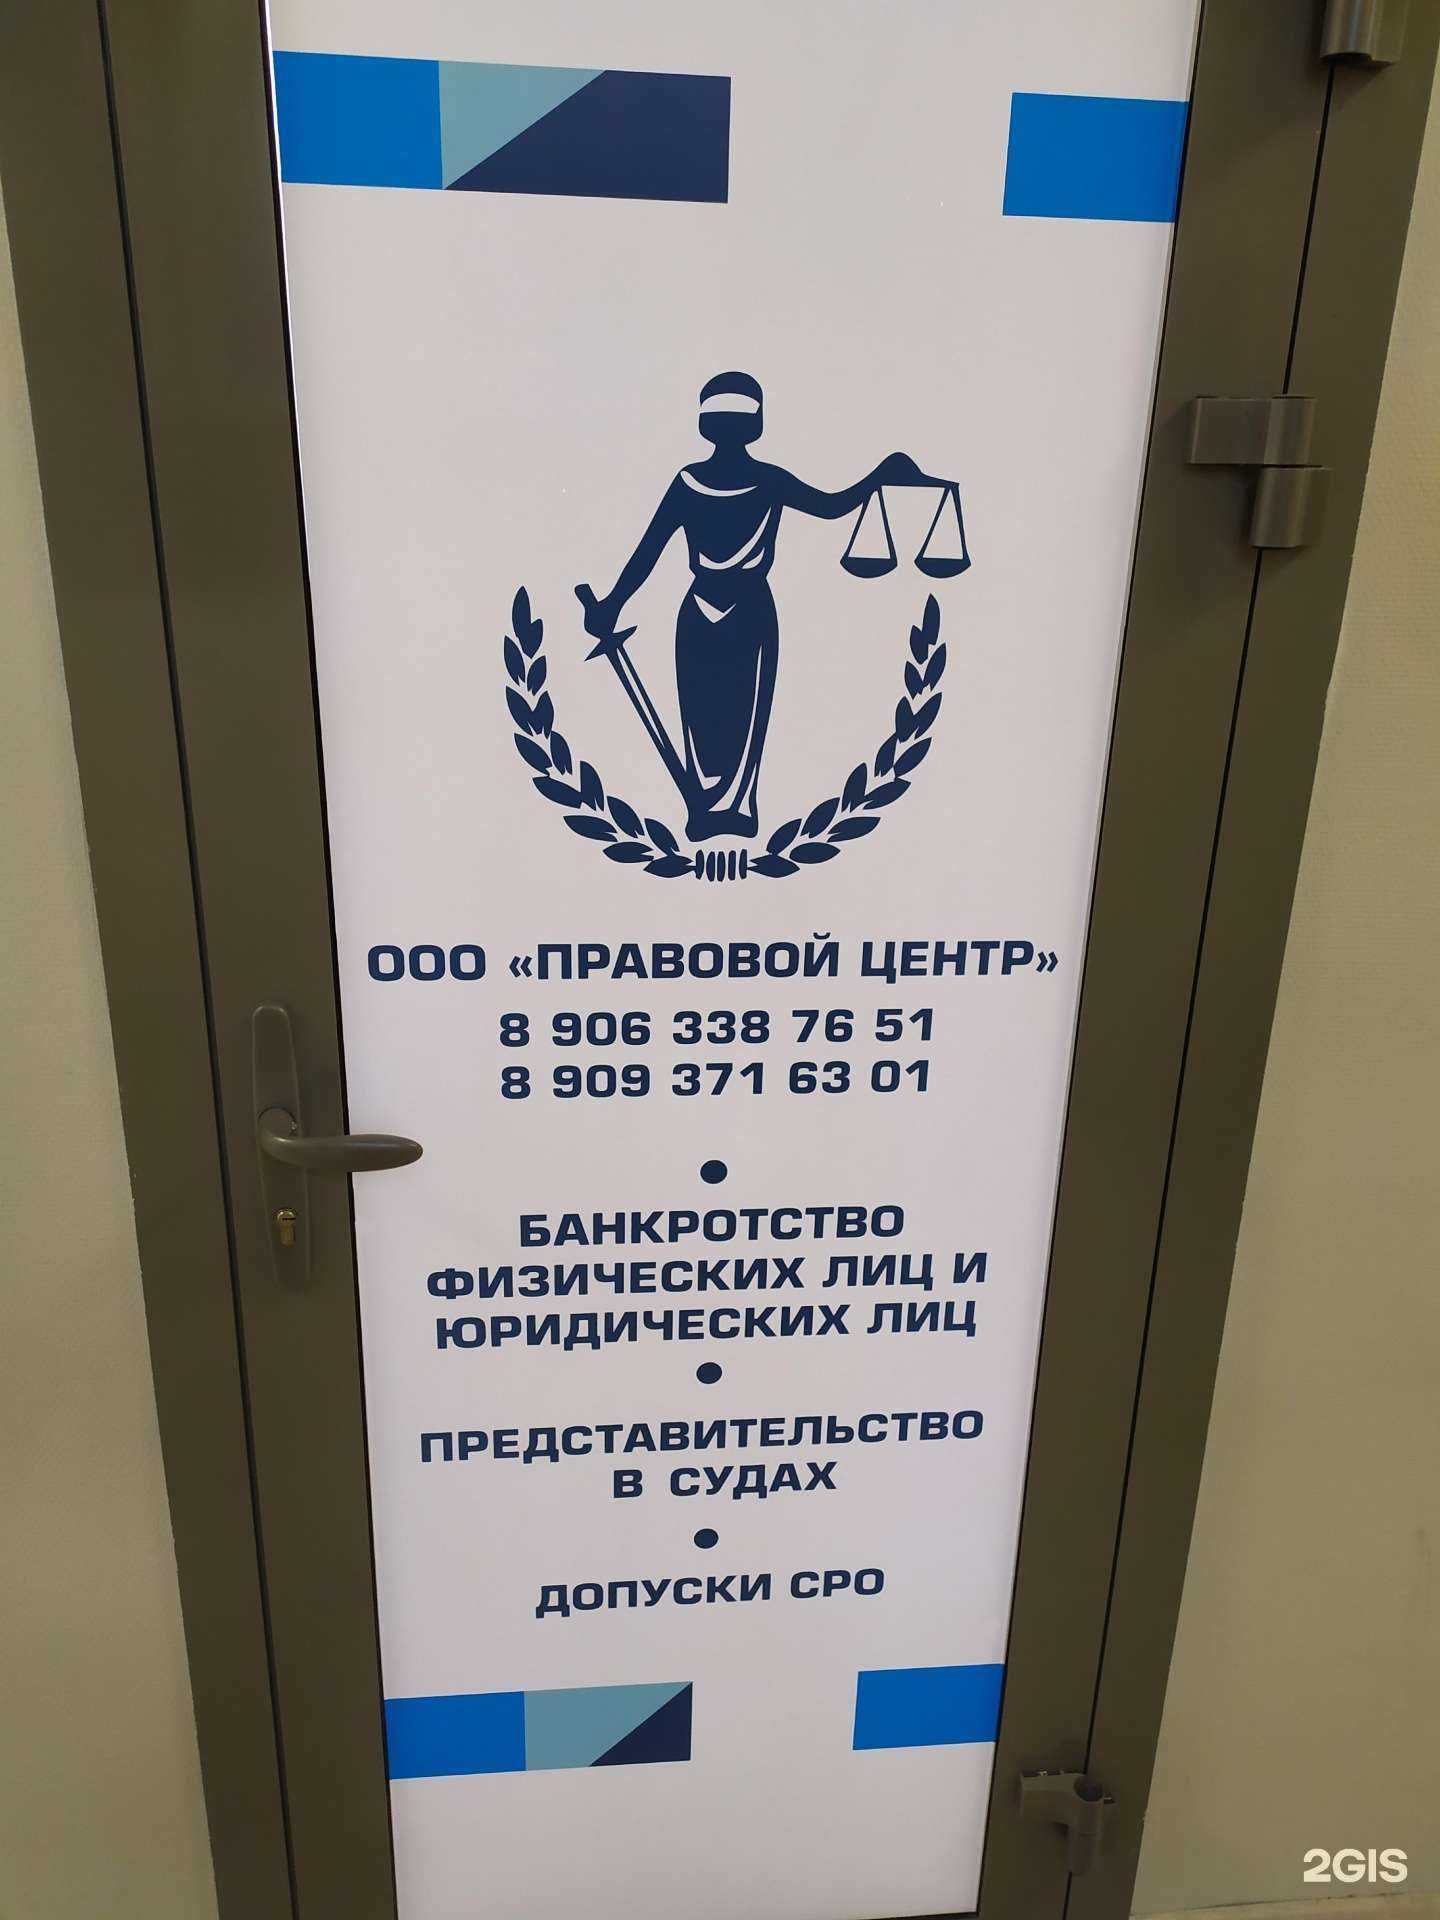 ООО «ПРАВОВОЙ ЦЕНТР»
8 906 338 76 51
8 909 371 63 01
•
БАНКРОТСТВО
ФИЗИЧЕСКИХ ЛИЦ И
ЮРИДИЧЕСКИХ ЛИЦ
•
ПРЕДСТАВИТЕЛЬСТВО
В СУДАХ
•
ДОПУСКИ СРО
2GIS